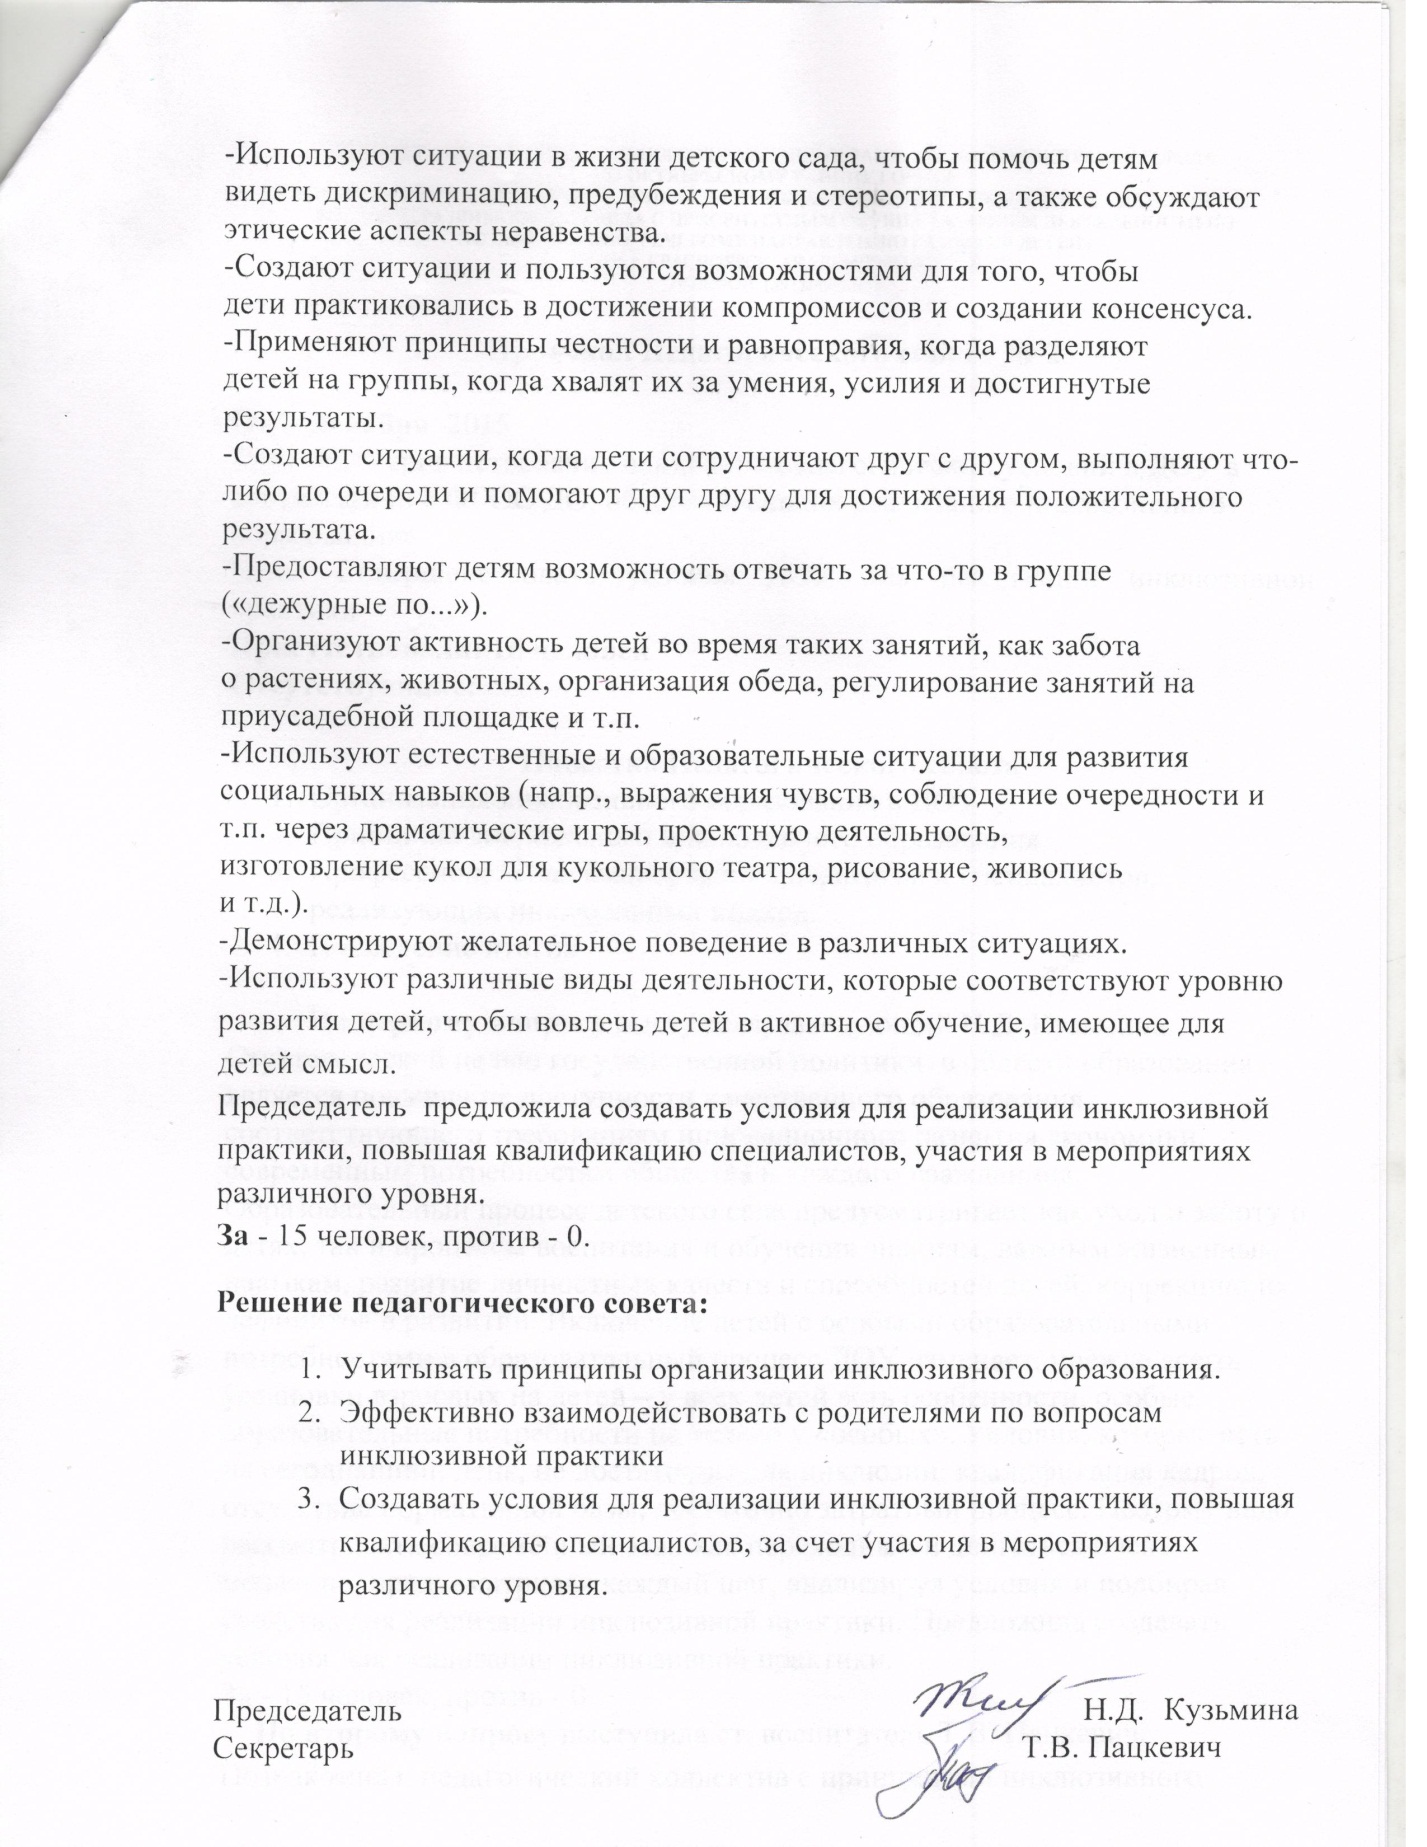 -Используют ситуации в жизни детского сада, чтобы помочь детям
видеть дискриминацию, предубеждения и стереотипы, а также обсуждают
этические аспекты неравенства.
-Создают ситуации и пользуются возможностями для того, чтобы
дети практиковались в достижении компромиссов и создании консенсуса.
-Применяют принципы честности и равноправия, когда разделяют
детей на группы, когда хвалят их за умения, усилия и достигнутые
результаты.
-Создают ситуации, когда дети сотрудничают друг с другом, выполняют что-
либо по очереди и помогают друг другу для достижения положительного
результата.
-Предоставляют детям возможность отвечать за что-то в группе
(«дежурные по...»).
-Организуют активность детей во время таких занятий, как забота
о растениях, животных, организация обеда, регулирование занятий на
приусадебной площадке и т.п.
-Используют естественные и образовательные ситуации для развития
социальных навыков (напр., выражения чувств, соблюдение очередности и
т.п. через драматические игры, проектную деятельность,
изготовление кукол для кукольного театра, рисование, живопись
и т.д.).
-Демонстрируют желательное поведение в различных ситуациях.
-Используют различные виды деятельности, которые соответствуют уровню
развития детей, чтобы вовлечь детей в активное обучение, имеющее для
детей смысл.
Председатель предложила создавать условия для реализации инклюзивной
практики, повышая квалификацию специалистов, участия в мероприятиях
различного уровня.
За - 15 человек, против - 0.
Решение педагогического совета:
1. Учитывать принципы организации инклюзивного образования.
2. Эффективно взаимодействовать с родителями по вопросам
инклюзивной практики
3. Создавать условия для реализации инклюзивной практики, повышая
квалификацию специалистов, за счет участия в мероприятиях
различного уровня.
Председатель Н.Д. Кузьмина
Секретарь Т.В. Пацкевич